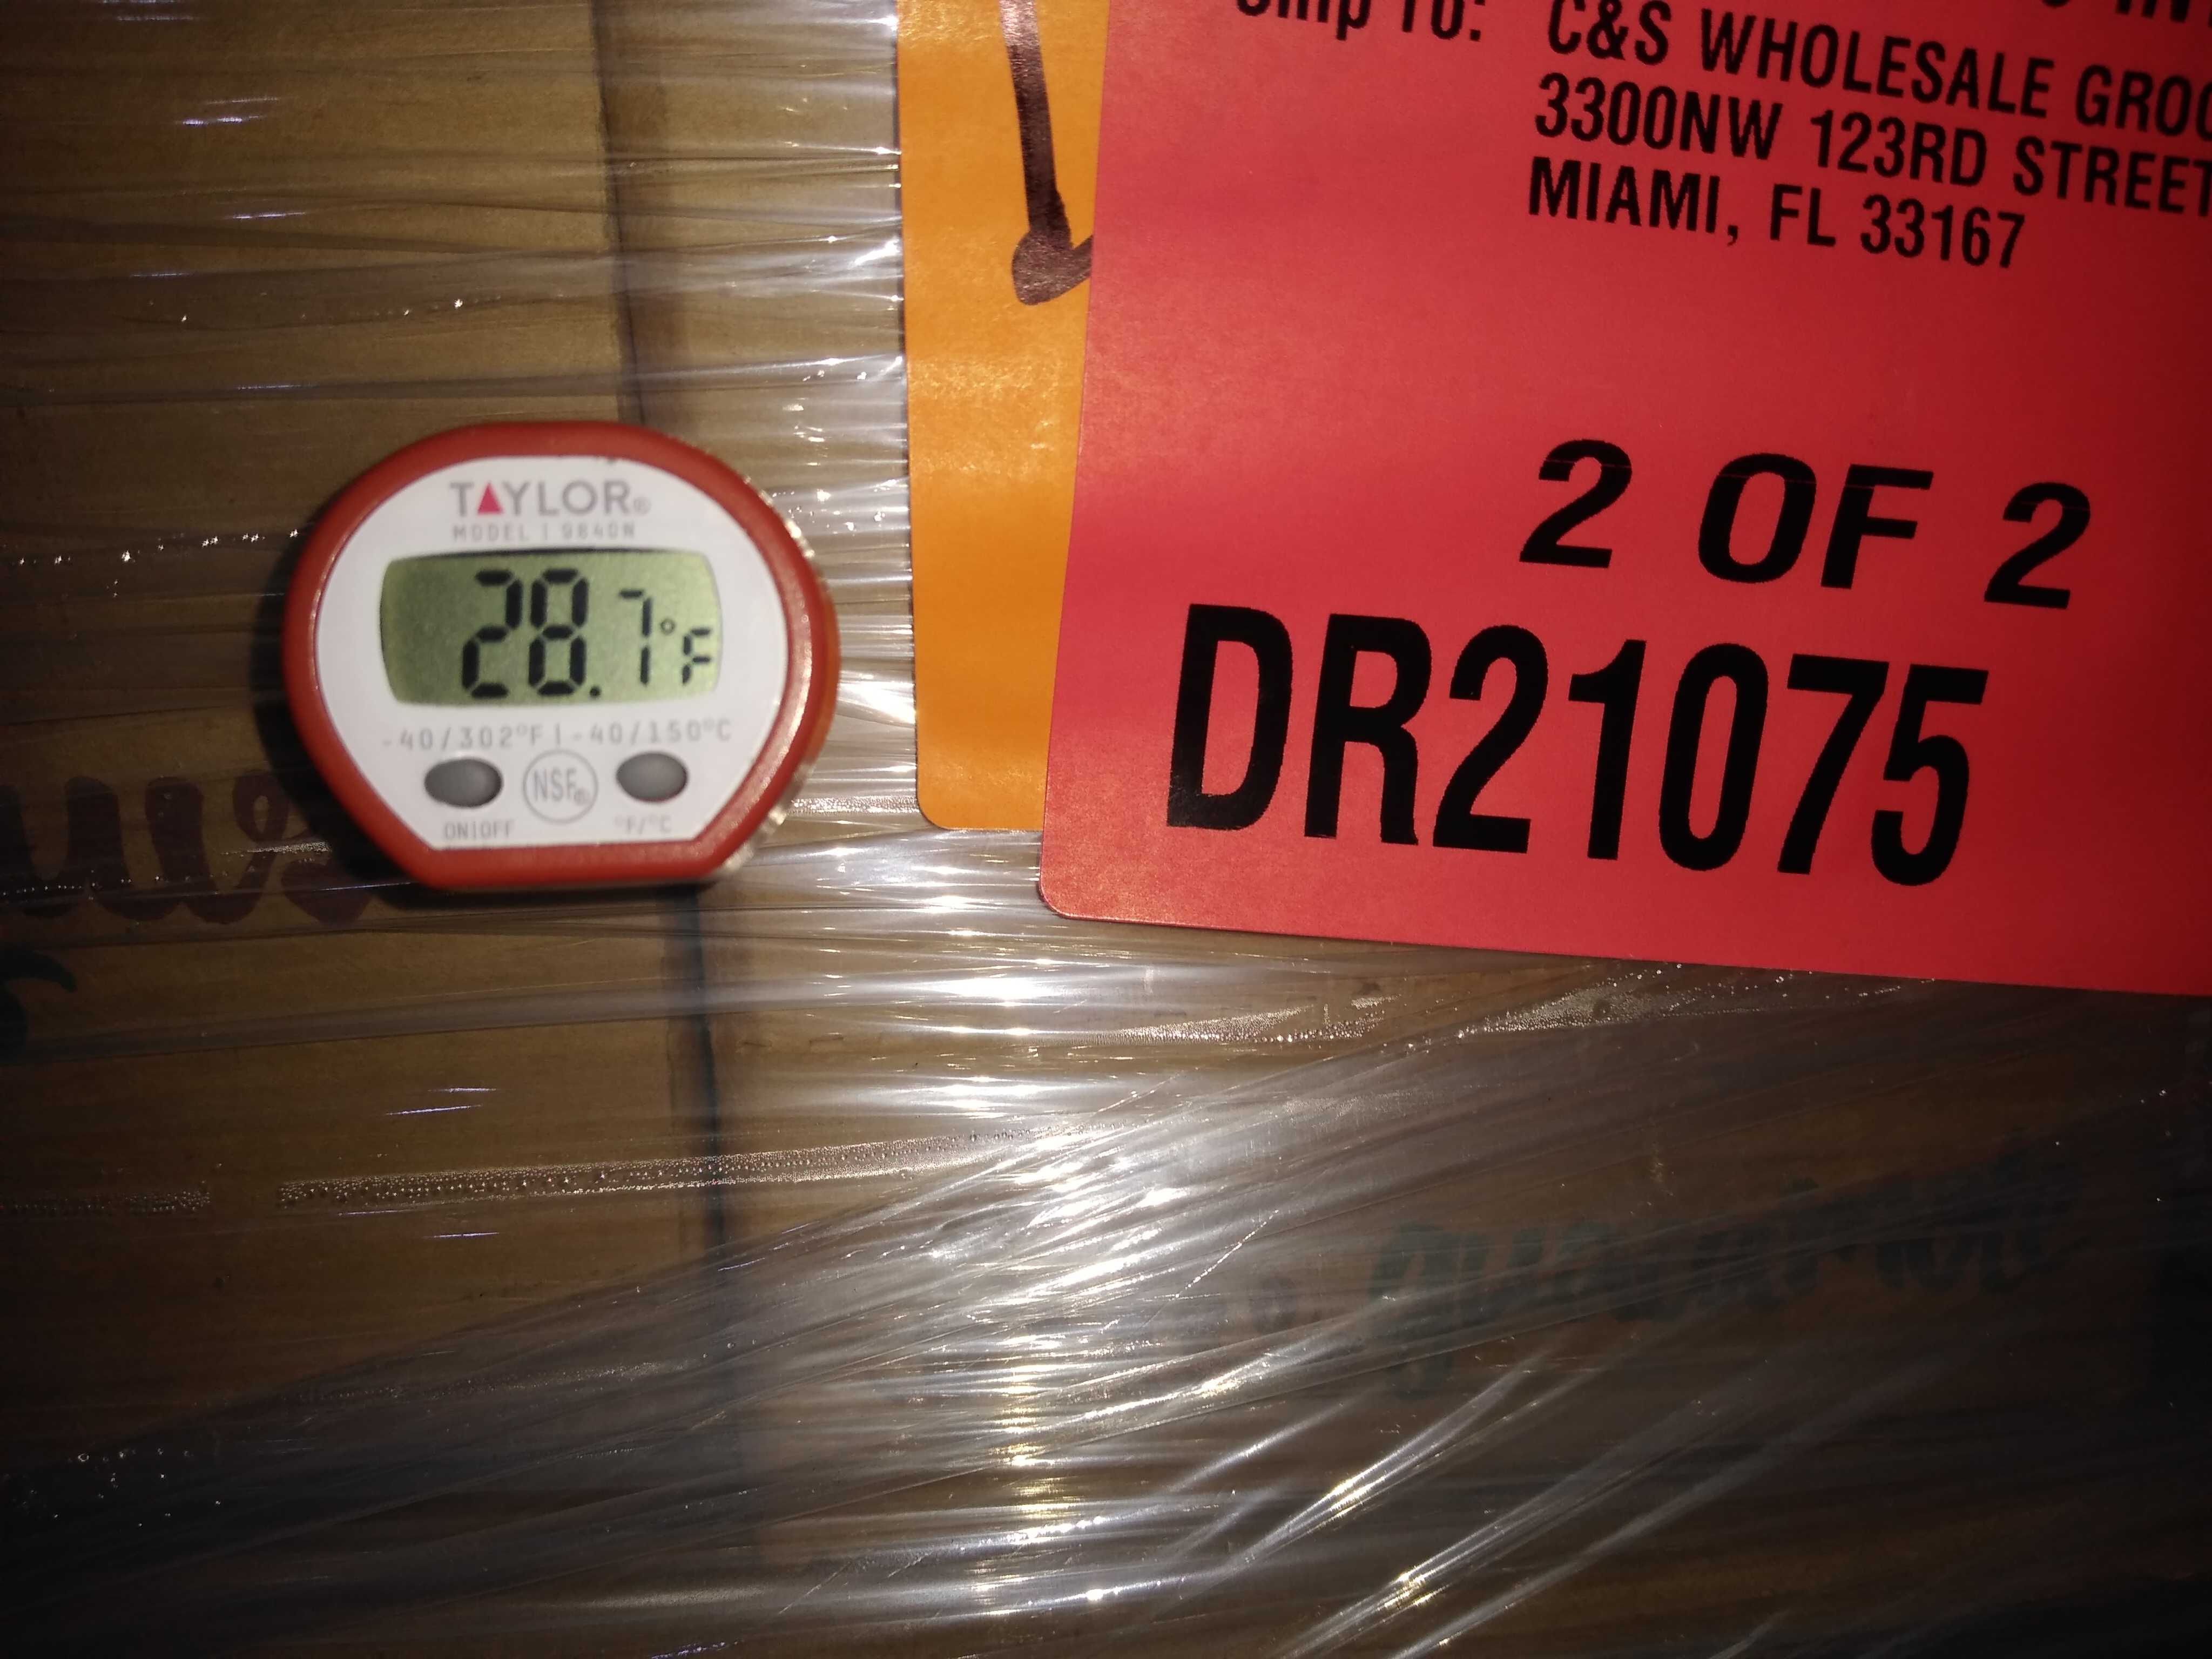 Ship To: C&S WHOLESALE
3300NW 123RD STREET
MIAMI, FL 33167
2 OF 2
DR21075
TAYLOR®
MODEL | 9840N
28.7°F
-40/302°F | -40/150°C
NSF®
ON|OFF
°F/°C